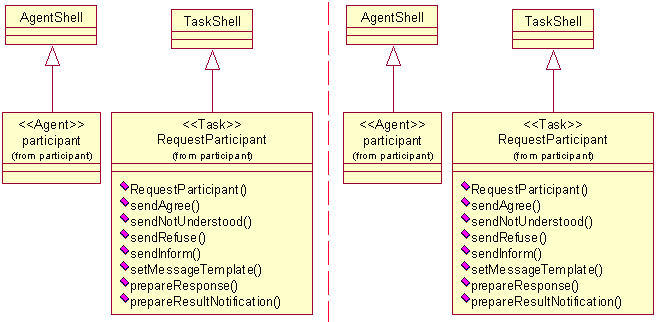 AgentShell
TaskShell
<<Agent>>
participant
(from participant)
<<Task>>
RequestParticipant
(from participant)
RequestParticipant()
sendAgree()
sendNotUnderstood()
sendRefuse()
sendInform()
setMessageTemplate()
prepareResponse()
prepareResultNotification()
AgentShell
TaskShell
<<Agent>>
participant
(from participant)
<<Task>>
RequestParticipant
(from participant)
RequestParticipant()
sendAgree()
sendNotUnderstood()
sendRefuse()
sendInform()
setMessageTemplate()
prepareResponse()
prepareResultNotification()